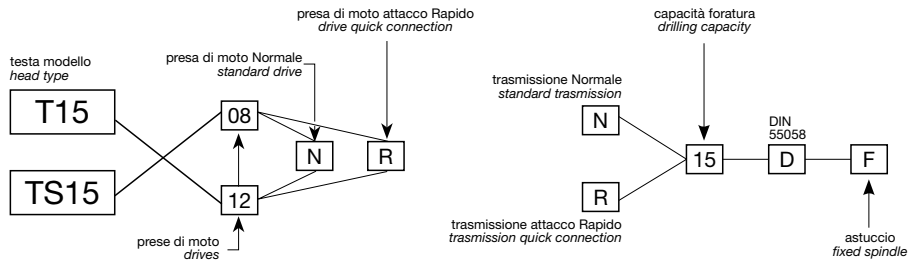 presa di moto attacco Rapido
drive quick connection
presa di moto Normale
standard drive
testa modello
head type
T15
TS15
08
12
N
R
prese di moto
drives
capacità foratura
drilling capacity
trasmissione Normale
standard trasmission
N
R
15
DIN
55058
D
F
trasmissione attacco Rapido
trasmission quick connection
astuccio
fixed spindle